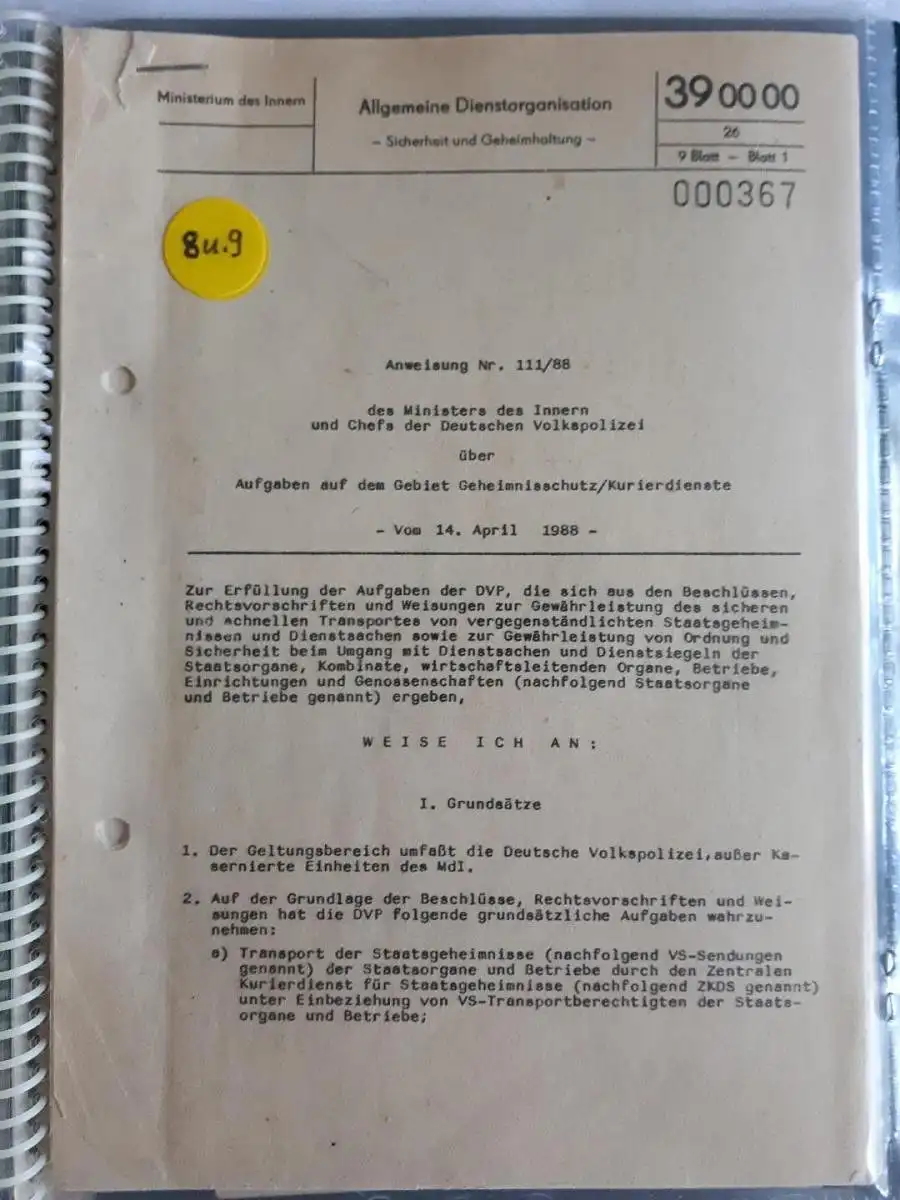 Ministerium des Innern
Allgemeine Dienstorganisation
– Sicherheit und Geheimhaltung –
39 00 00
26
9 Blatt – Blatt 1
000367
8u.9
Anweisung Nr. 111/88
des Ministers des Innern
und Chefs der Deutschen Volkspolizei
über
Aufgaben auf dem Gebiet Geheimnisschutz/Kurierdienste
- Vom 14. April 1988 -
Zur Erfüllung der Aufgaben der DVP, die sich aus den Beschlüssen,
Rechtsvorschriften und Weisungen zur Gewährleistung des sicheren
und schnellen Transportes von vergegenständlichten Staatsgeheim-
nissen und Dienstsachen sowie zur Gewährleistung von Ordnung und
Sicherheit beim Umgang mit Dienstsachen und Dienstsiegeln der
Staatsorgane, Kombinate, wirtschaftsleitenden Organe, Betriebe,
Einrichtungen und Genossenschaften (nachfolgend Staatsorgane
und Betriebe genannt) ergeben,
W E I S E   I C H   A N :
I. Grundsätze
1. Der Geltungsbereich umfaßt die Deutsche Volkspolizei,außer Ka-
sernierte Einheiten des MdI.
2. Auf der Grundlage der Beschlüsse, Rechtsvorschriften und Wei-
sungen hat die DVP folgende grundsätzliche Aufgaben wahrzu-
nehmen:
a) Transport der Staatsgeheimnisse (nachfolgend VS-Sendungen
genannt) der Staatsorgane und Betriebe durch den Zentralen
Kurierdienst für Staatsgeheimnisse (nachfolgend ZKDS genannt)
unter Einbeziehung von VS-Transportberechtigten der Staats-
organe und Betriebe;